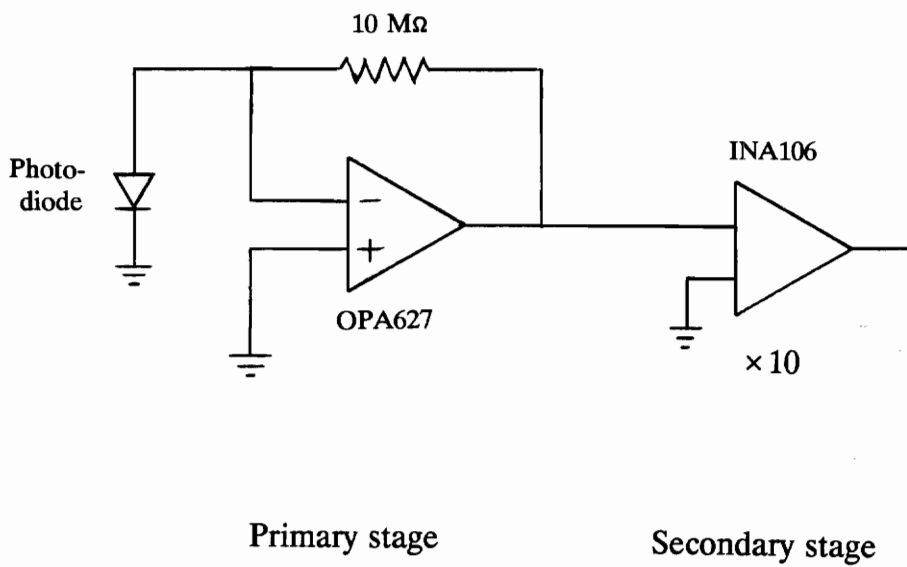 10 MΩ
Photo-
diode
−
+
OPA627
INA106
× 10
Primary stage
Secondary stage